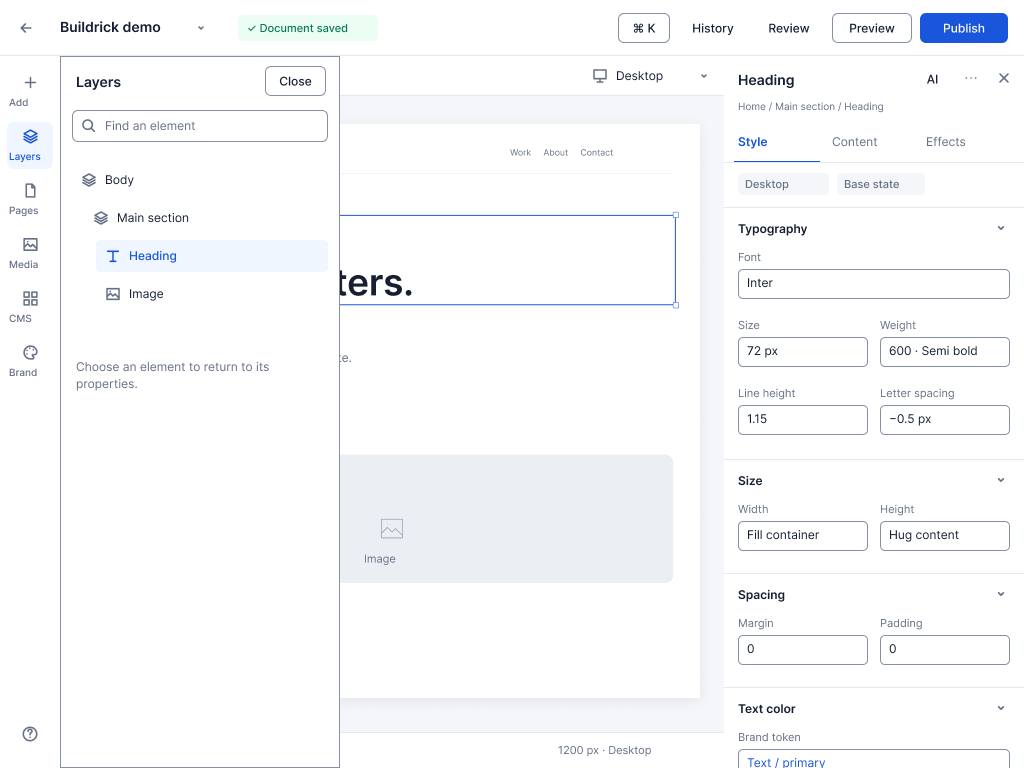 Buildrick demo
✓ Document saved
⌘ K
History
Review
Preview
Publish
Add
Layers
Pages
Media
CMS
Brand
Layers
Close
Find an element
Body
Main section
Heading
Image
Choose an element to return to its
properties.
Desktop
Work About Contact
ters.
te.
Image
1200 px · Desktop
Heading
AI
···
Home / Main section / Heading
Style
Content
Effects
Desktop
Base state
Typography
Font
Inter
Size
Weight
72 px
600 · Semi bold
Line height
Letter spacing
1.15
−0.5 px
Size
Width
Height
Fill container
Hug content
Spacing
Margin
Padding
0
0
Text color
Brand token
Text / primary